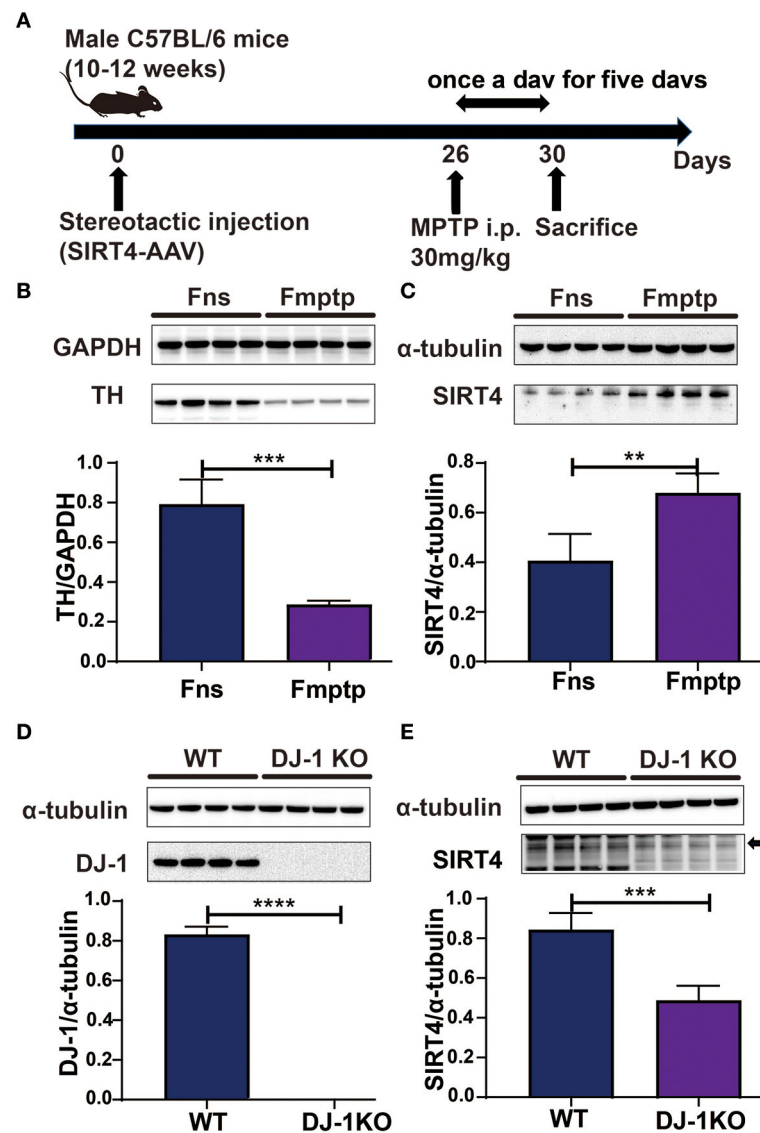 A
Male C57BL/6 mice
(10-12 weeks)
once a dav for five davs
0
26
30
Days
Stereotactic injection
(SIRT4-AAV)
MPTP i.p.
30mg/kg
Sacrifice
B
Fns
Fmptp
GAPDH
TH
TH/GAPDH
1.0
0.8
0.6
0.4
0.2
0.0
***
Fns
Fmptp
C
Fns
Fmptp
α-tubulin
SIRT4
SIRT4/α-tubulin
0.8
0.6
0.4
0.2
0.0
**
Fns
Fmptp
D
WT
DJ-1 KO
α-tubulin
DJ-1
DJ-1/α-tubulin
1.0
0.8
0.6
0.4
0.2
0.0
****
WT
DJ-1KO
E
WT
DJ-1 KO
α-tubulin
SIRT4
SIRT4/α-tubulin
1.0
0.8
0.6
0.4
0.2
0.0
***
WT
DJ-1KO